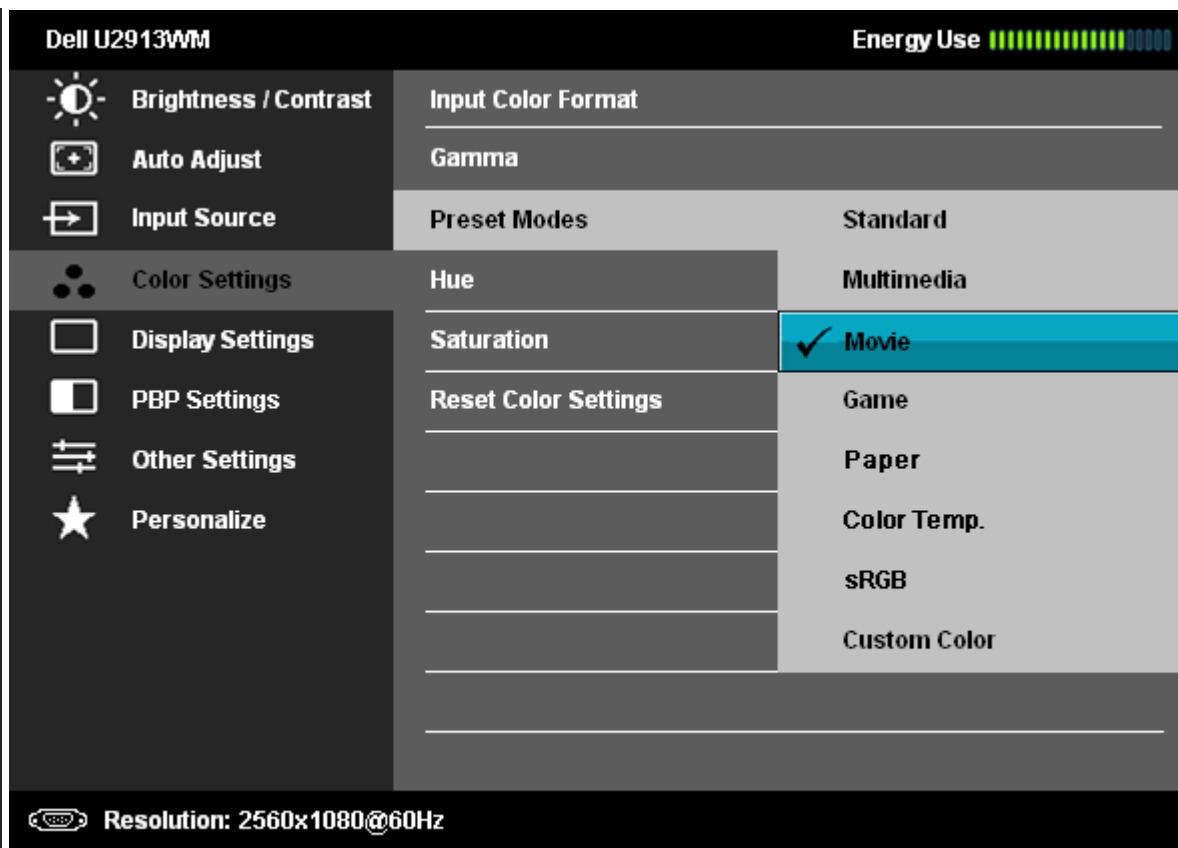 Dell U2913WM Energy Use
Brightness / Contrast Input Color Format
Auto Adjust Gamma
Input Source Preset Modes Standard
Color Settings Hue Multimedia
Display Settings Saturation Movie
PBP Settings Reset Color Settings Game
Other Settings Paper
Personalize Color Temp.
sRGB
Custom Color
Resolution: 2560x1080@60Hz